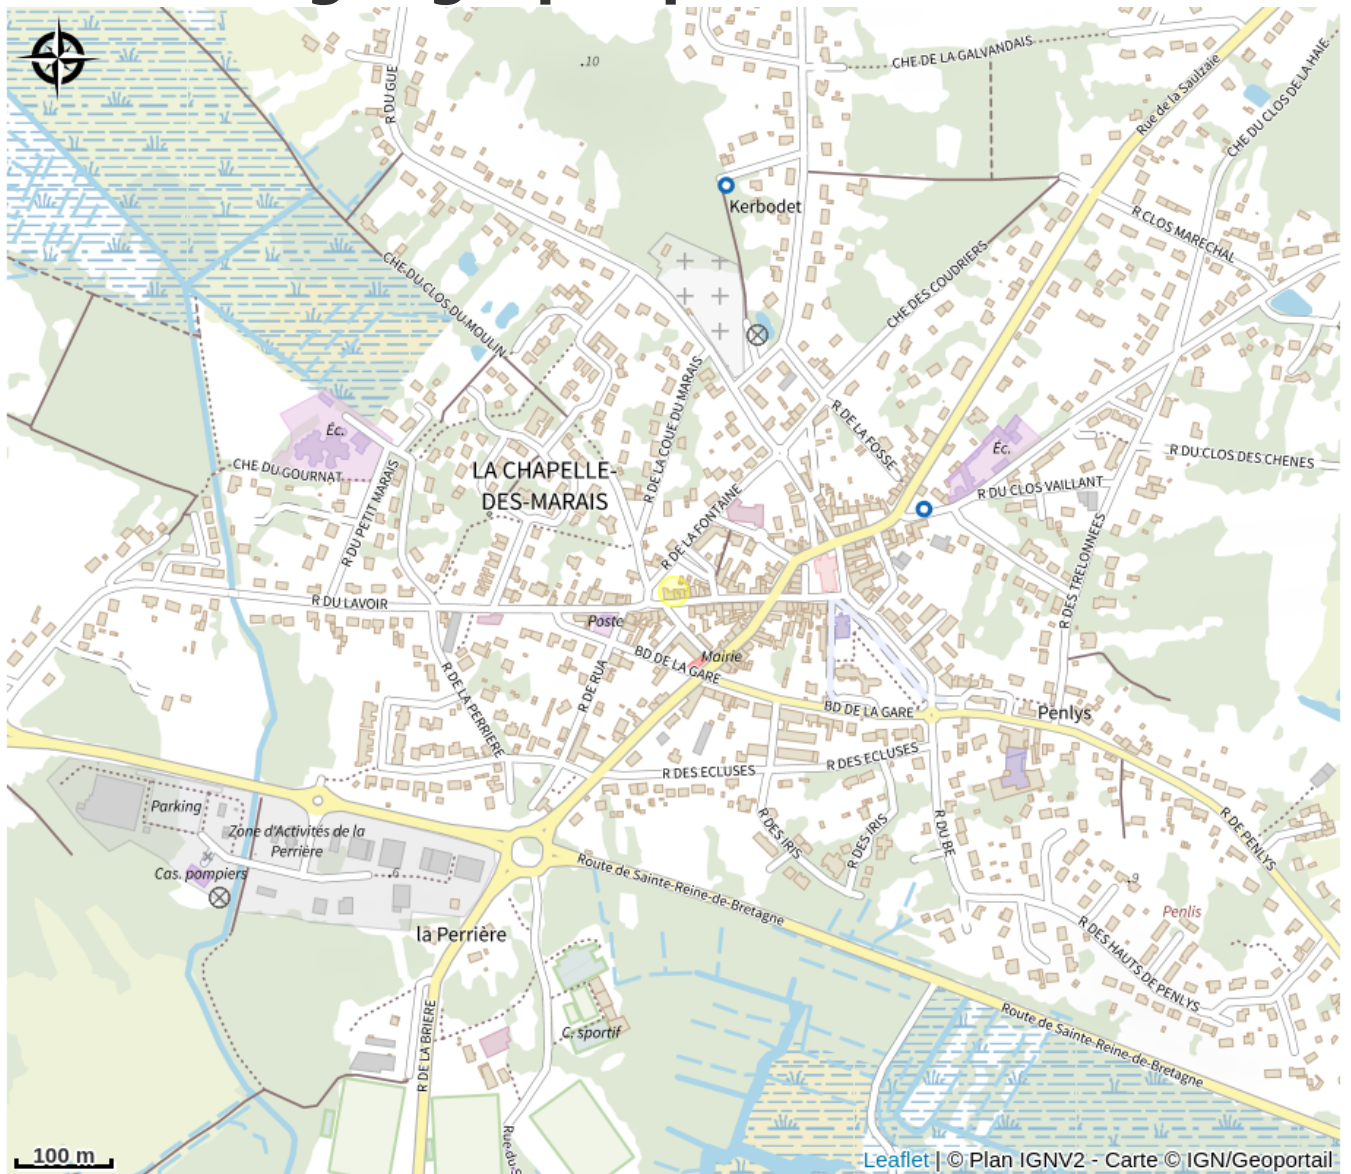 .10
CHE DE LA GALVANDAIS
R DU GUE
Rue de la Saulzaie
CHE DU CLOS DE LA HAIE
Kerbodet
R CLOS MARECHAL
CHE DU CLOS DU MOULIN
CHE DES COUDRIERS
R DE LA COUE DU MARAIS
R DE LA FOSSE
Éc.
Éc.
LA CHAPELLE-
DES-MARAIS
CHE DU GOURNAT
R DU CLOS DES CHENES
R DU CLOS VAILLANT
R DU PETIT MARAIS
R DE LA FONTAINE
R DES TRELONNEES
R DU LAVOIR
Poste
Mairie
BD DE LA GARE
R DE RUA
R DE LA PERRIERE
BD DE LA GARE
Penlys
R DES ECLUSES
R DES ECLUSES
Parking
Zone d'Activités de la
Perrière
R DES IRIS
R DES IRIS
R DU BE
R DE PENLYS
Cas. pompiers
6
Route de Sainte-Reine-de-Bretagne
.9
Penlis
la Perrière
R DES HAUTS DE PENLYS
C. sportif
R DE LA BRIERE
Route de Sainte-Reine-de-Bretagne
Rue du S
100 m
Leaflet | © Plan IGNV2 - Carte © IGN/Geoportail